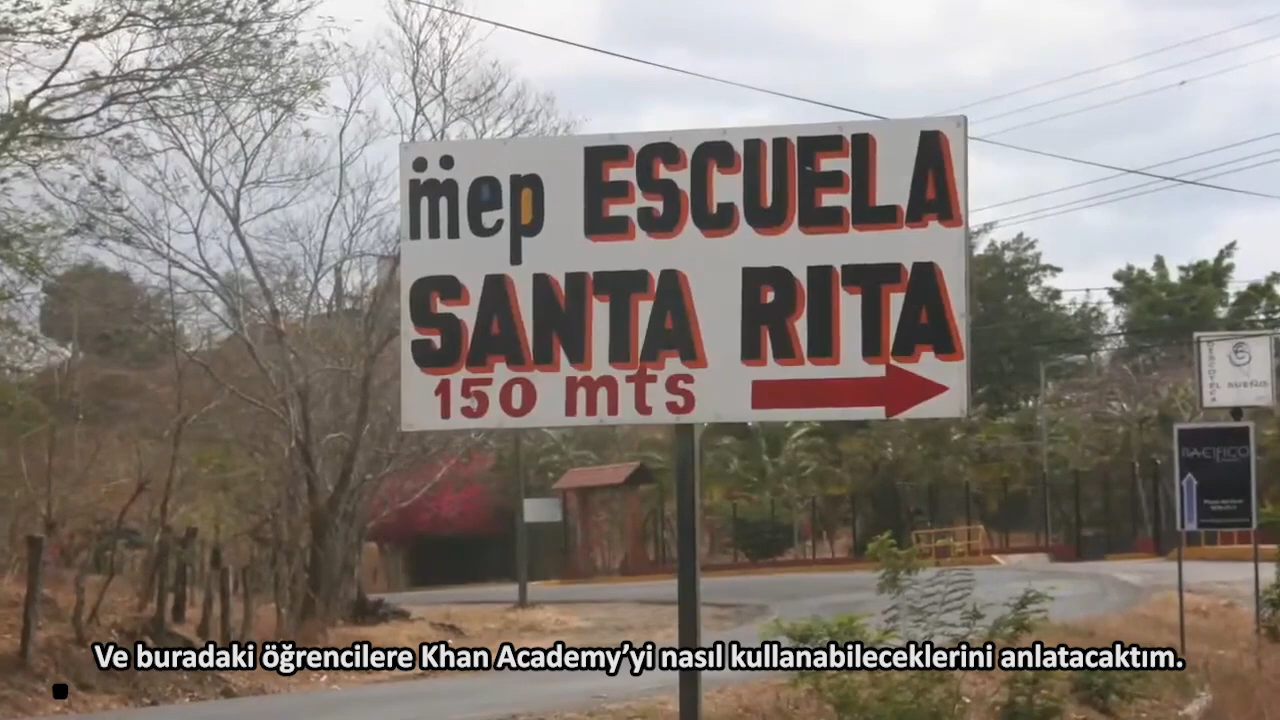 mep ESCUELA
SANTA RITA
150 mts
PACIFICO
Ve buradaki öğrencilere Khan Academy’yi nasıl kullanabileceklerini anlatacaktım.